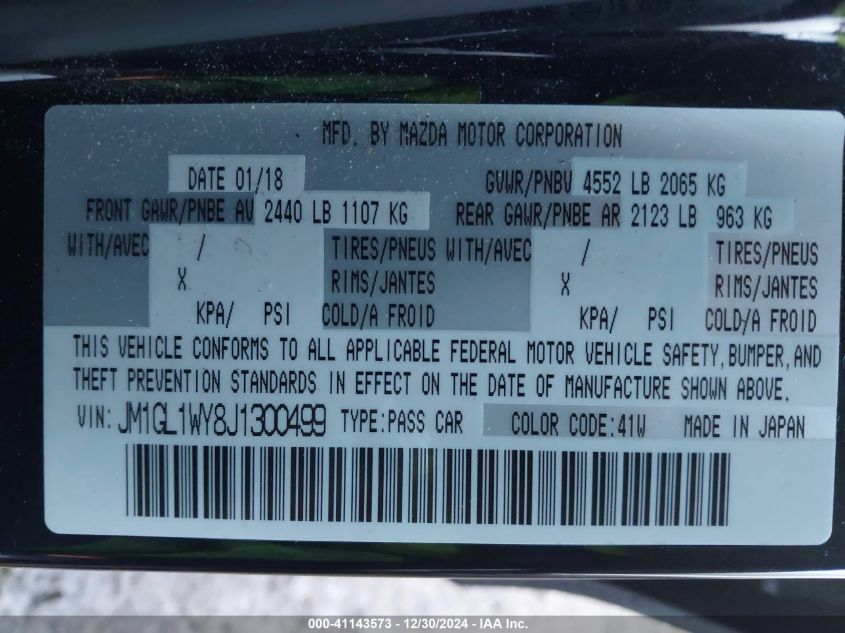 MFD. BY MAZDA MOTOR CORPORATION
DATE 01/18 GVWR/PNBV 4552 LB 2065 KG
FRONT GAWR/PNBE AV 2440 LB 1107 KG REAR GAWR/PNBE AR 2123 LB 963 KG
WITH/AVEC / TIRES/PNEUS WITH/AVEC / TIRES/PNEUS
X RIMS/JANTES X RIMS/JANTES
KPA/ PSI COLD/A FROID KPA/ PSI COLD/A FROID
THIS VEHICLE CONFORMS TO ALL APPLICABLE FEDERAL MOTOR VEHICLE SAFETY, BUMPER, AND
THEFT PREVENTION STANDARDS IN EFFECT ON THE DATE OF MANUFACTURE SHOWN ABOVE.
VIN: JM1GL1WY8J1300499 TYPE:PASS CAR COLOR CODE:41W MADE IN JAPAN
000-41143573 - 12/30/2024 - IAA Inc.